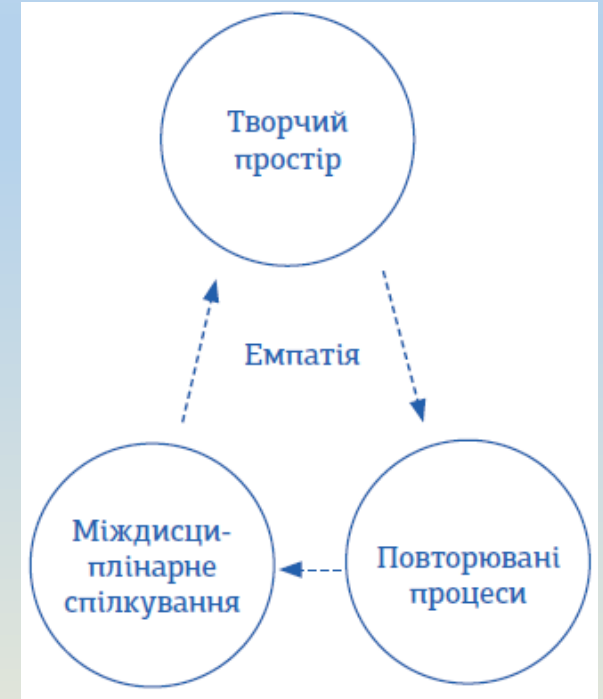 Творчий
простір
Емпатія
Міждисци-
плінарне
спілкування
Повторювані
процеси